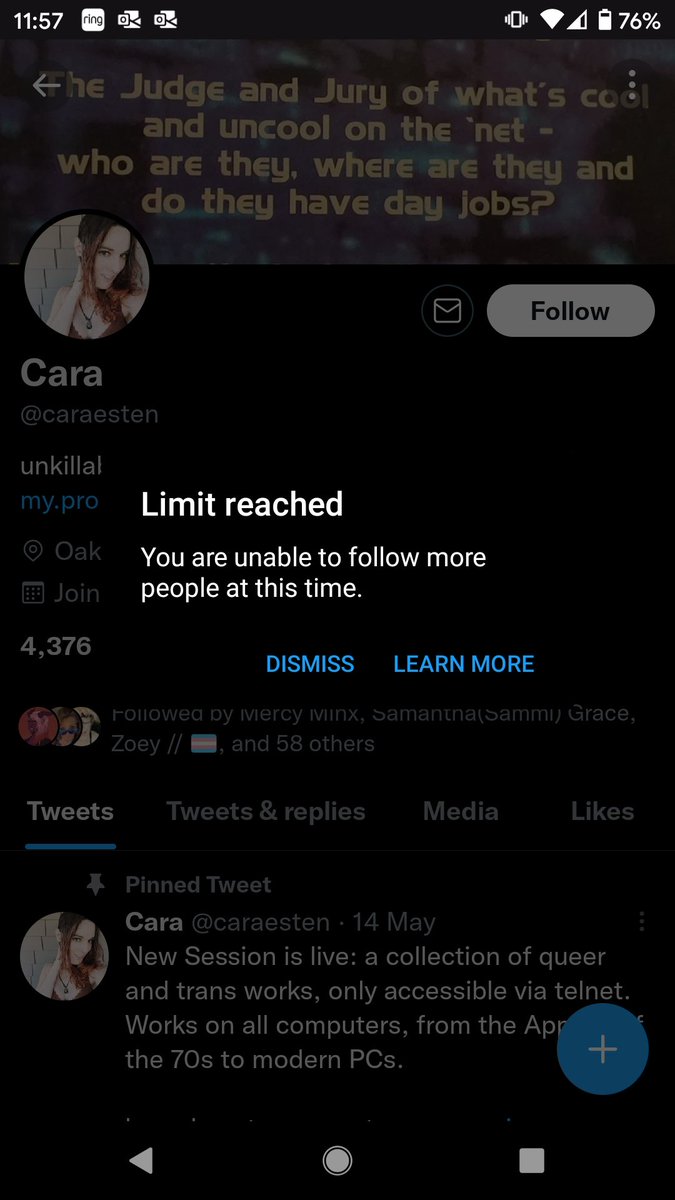 11:57 ring 76%
The Judge and Jury of what's cool
and uncool on the `net -
who are they, where are they and
do they have day jobs?
Follow
Cara
@caraesten
my.pro
Oak
Join
Limit reached
You are unable to follow more
people at this time.
4,376
DISMISS LEARN MORE
Followed by Mercy Minx, Samantha(Sammi) Grace,
Zoey // 🏳️‍⚧️, and 58 others
Tweets Tweets & replies Media Likes
Pinned Tweet
Cara @caraesten · 14 May
New Session is live: a collection of queer
and trans works, only accessible via telnet.
Works on all computers, from the
the 70s to modern PCs.